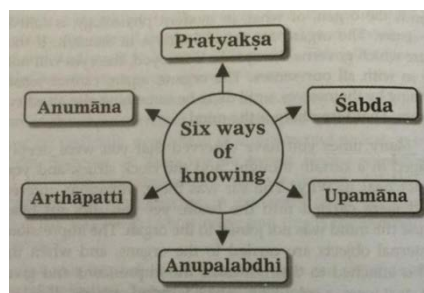 Pratyakṣa
Anumāna
Śabda
Six ways
of
knowing
Arthāpatti
Upamāna
Anupalabdhi